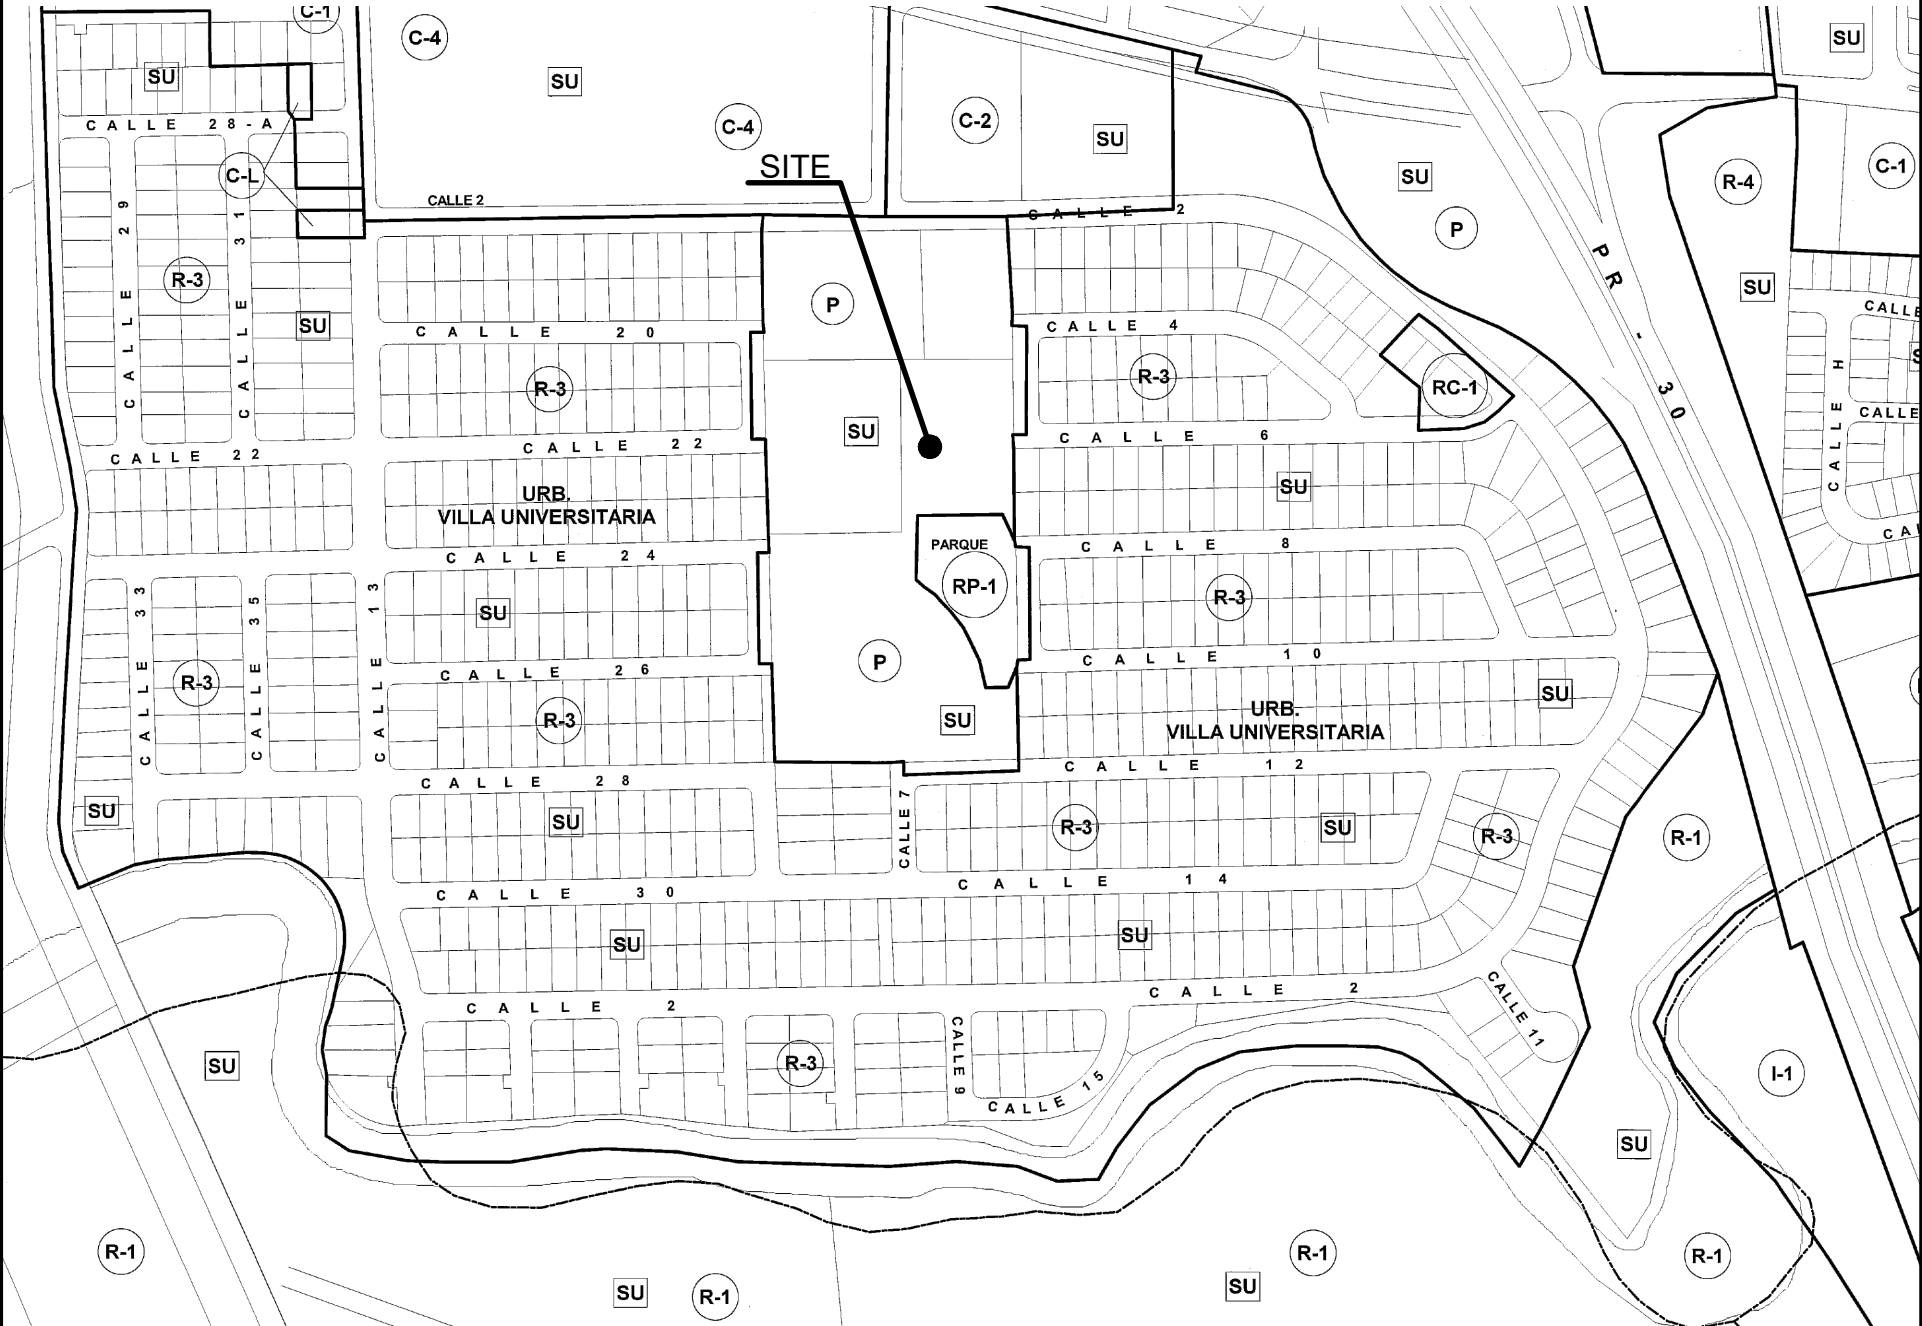 C-1
C-4
SU
SU
SU
C-4
C-2
SU
CALLE 28-A
SITE
SU
C-L
R-4
C-1
CALLE 2
CALLE 2
P
CALLE 29
CALLE 31
R-3
PR-30
SU
P
SU
CALLE 20
CALLE 4
CALLE
R-3
R-3
RC-1
SU
CALLE H
CALLE
CALLE 22
CALLE 22
CALLE 6
URB.
VILLA UNIVERSITARIA
SU
PARQUE
CALLE 24
CALLE 8
RP-1
CALLE 33
CALLE 35
CALLE 13
SU
R-3
P
CALLE 26
CALLE 10
R-3
R-3
SU
SU
URB.
VILLA UNIVERSITARIA
CALLE 28
CALLE 12
SU
SU
CALLE 7
R-3
SU
R-3
R-1
CALLE 30
CALLE 14
SU
SU
CALLE 2
CALLE 2
CALLE 11
SU
R-3
CALLE 9
CALLE 15
I-1
SU
R-1
SU
R-1
SU
R-1
R-1